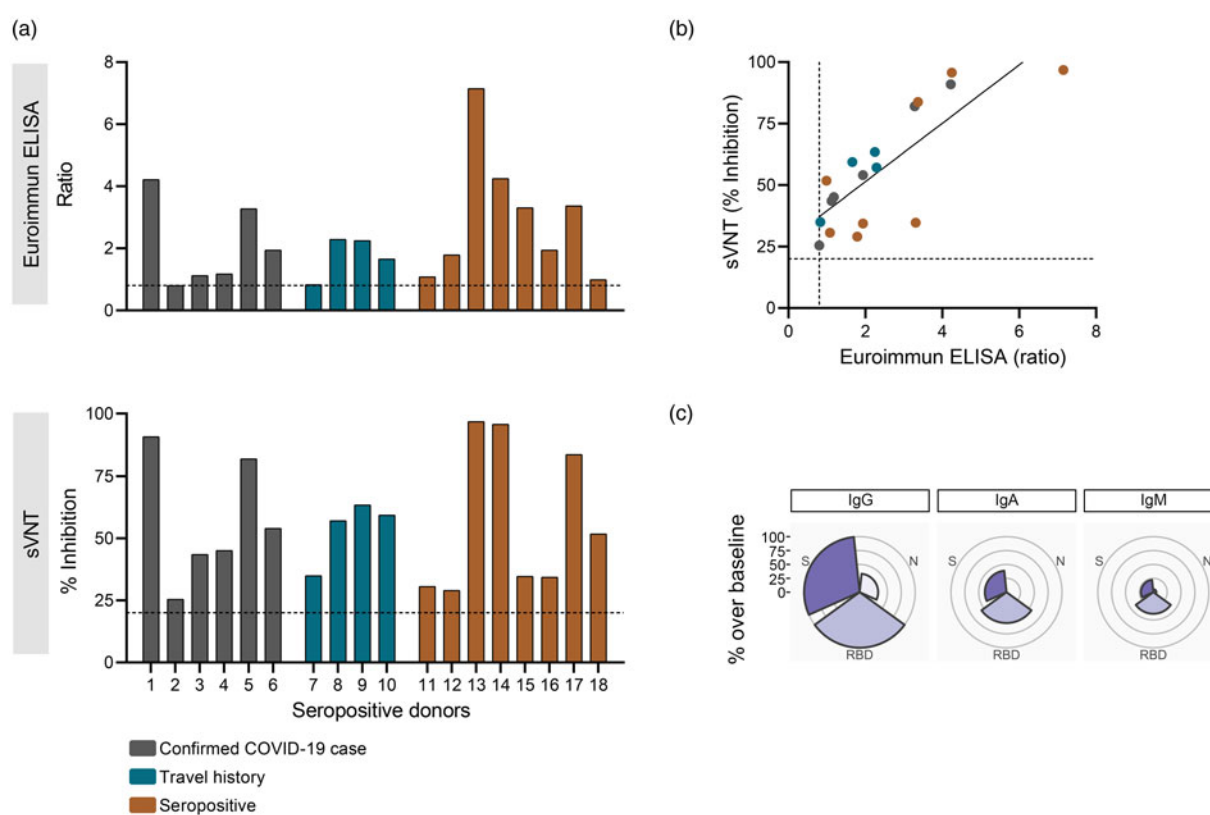 (a)
Euroimmun ELISA
Ratio
8
6
4
2
0
sVNT
% Inhibition
100
75
50
25
0
1 2 3 4 5 6 7 8 9 10 11 12 13 14 15 16 17 18
Seropositive donors
Confirmed COVID-19 case
Travel history
Seropositive
(b)
sVNT (% Inhibition)
100
75
50
25
0
0 2 4 6 8
Euroimmun ELISA (ratio)
(c)
IgG IgA IgM
% over baseline
100
75
50
25
0
S N S N S N
RBD RBD RBD